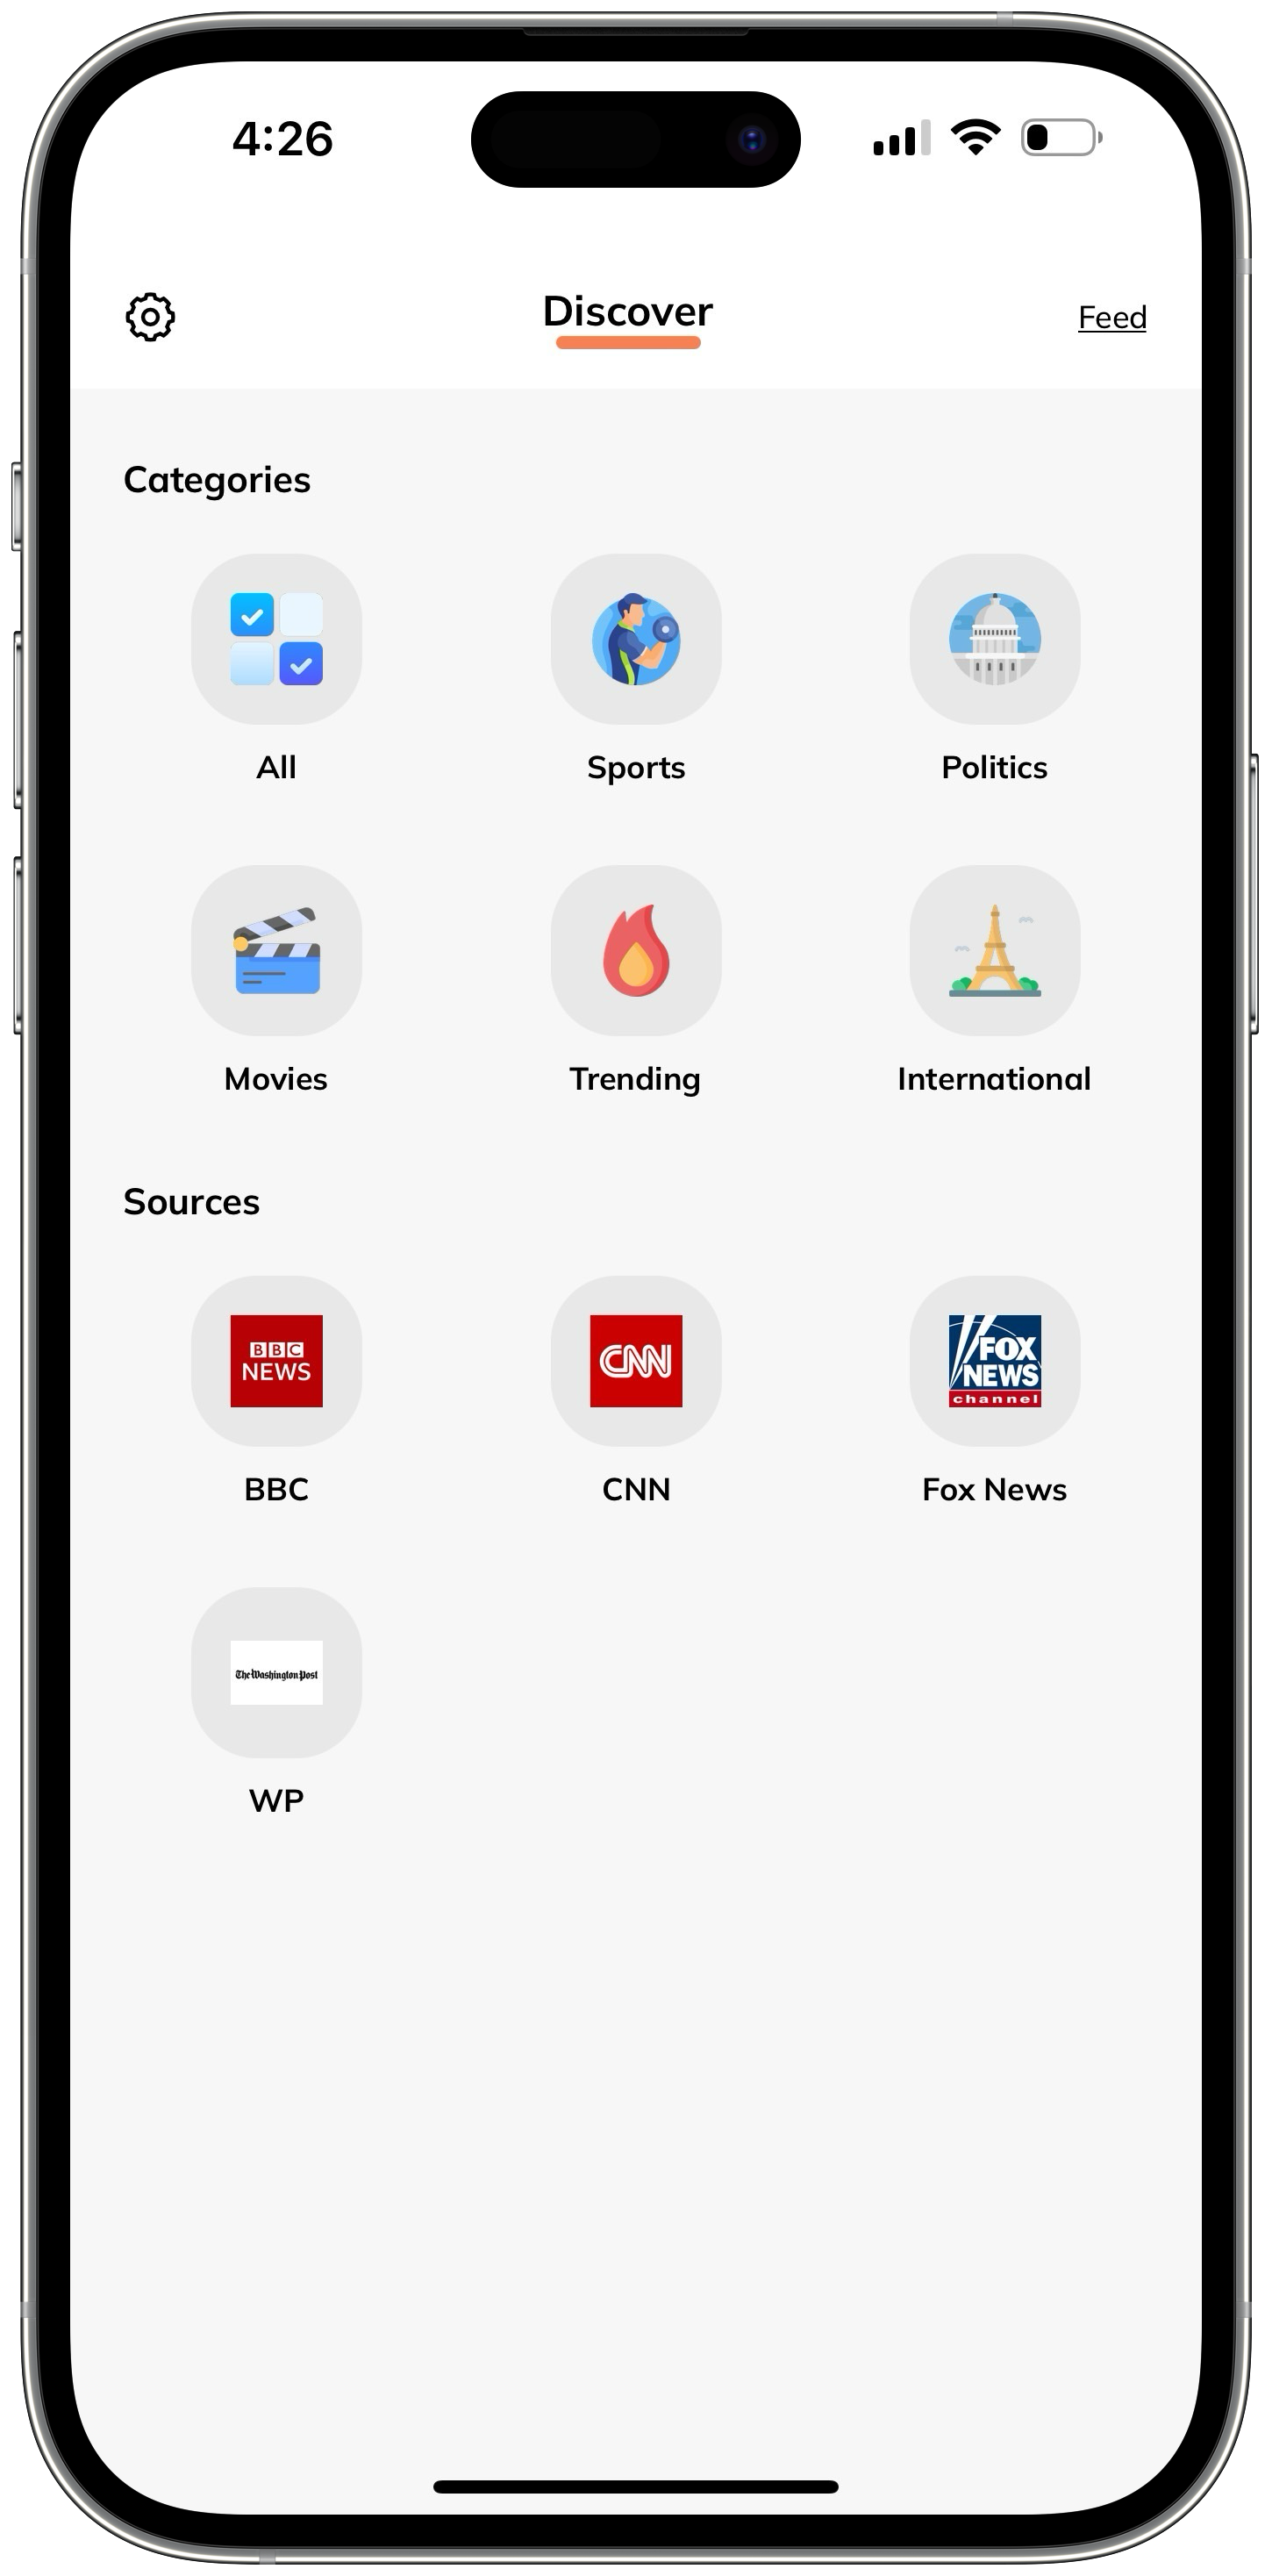 4:26
Discover
Feed
Categories
All
Sports
Politics
Movies
Trending
International
Sources
BBC
NEWS
CNN
FOX
NEWS
channel
BBC
CNN
Fox News
The Washington Post
WP